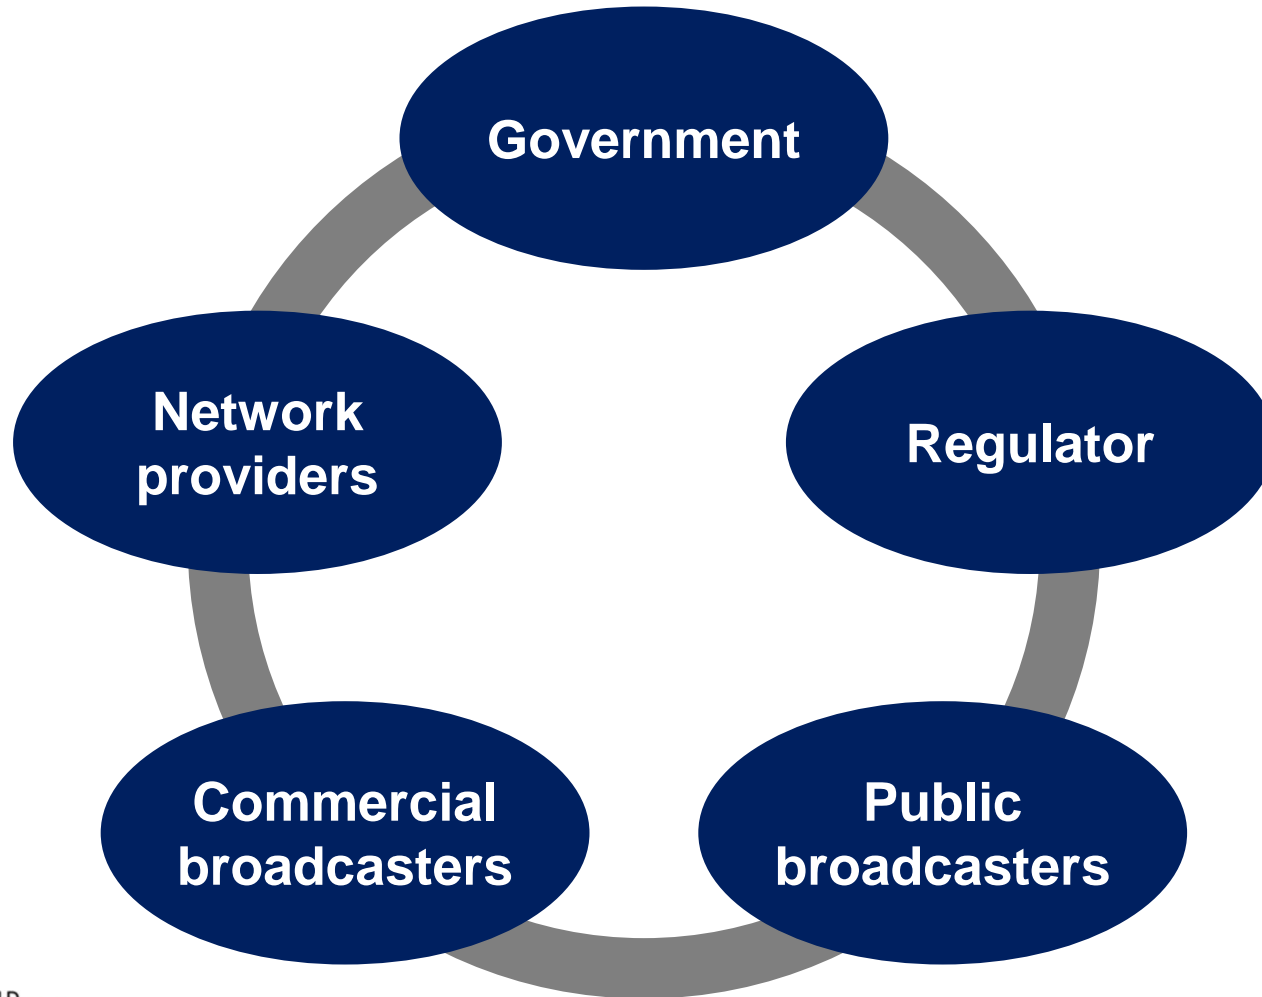 Government
Network
providers
Regulator
Commercial
broadcasters
Public
broadcasters